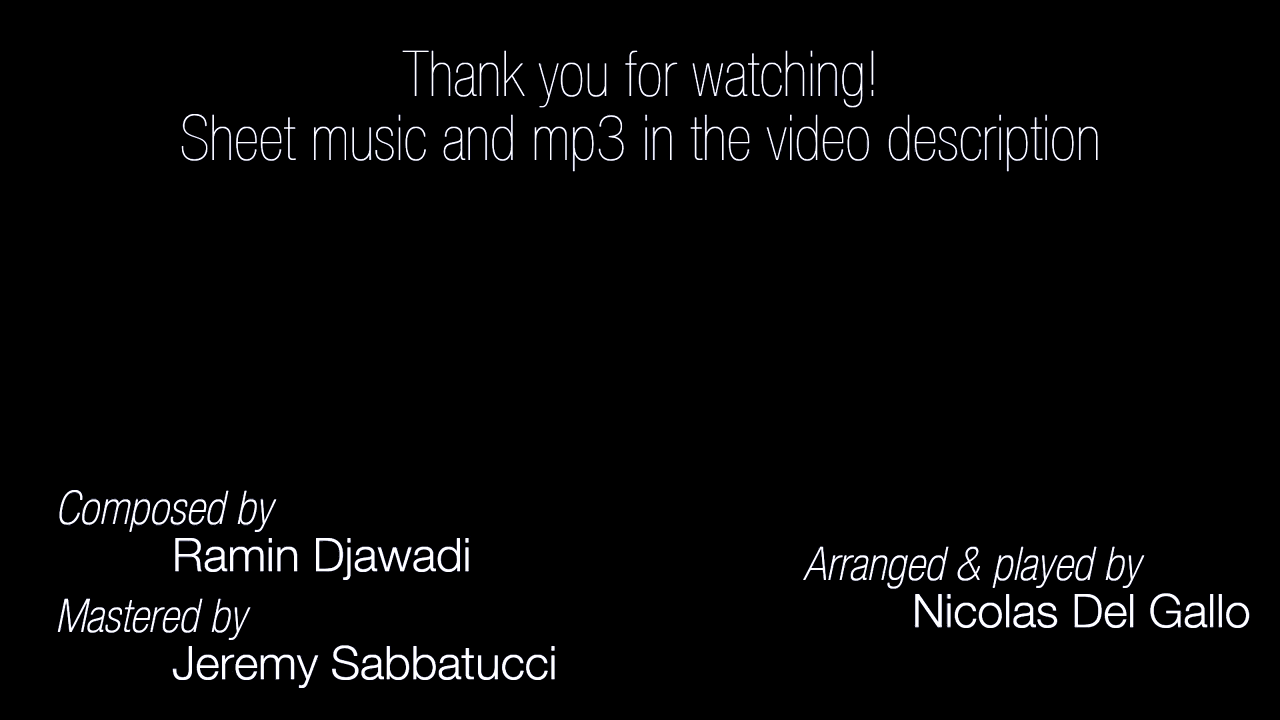 Thank you for watching!
Sheet music and mp3 in the video description
Composed by
Ramin Djawadi
Mastered by
Jeremy Sabbatucci
Arranged & played by
Nicolas Del Gallo